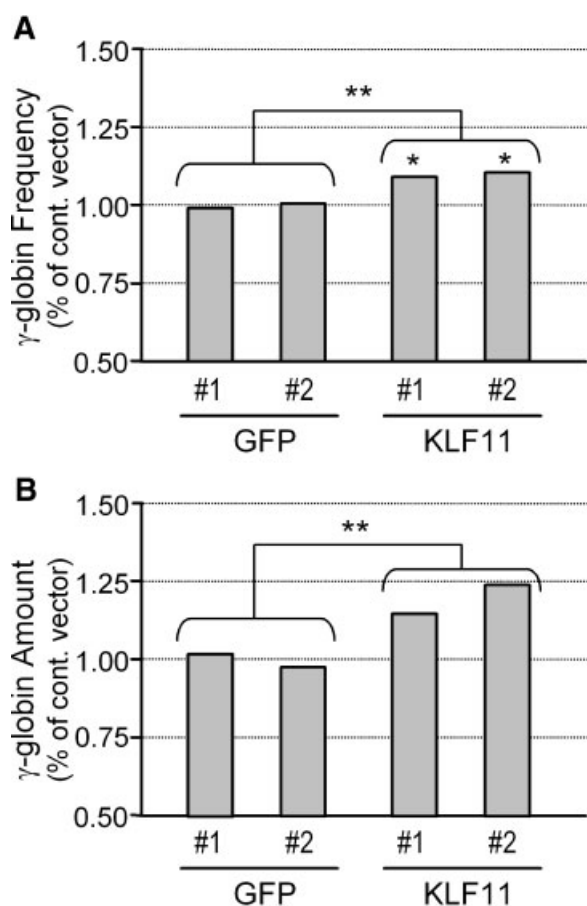 A
γ-globin Frequency
(% of cont. vector)
1.50
1.25
1.00
0.75
0.50
**
* *
#1 #2 #1 #2
GFP KLF11
B
γ-globin Amount
(% of cont. vector)
1.50
1.25
1.00
0.75
0.50
**
#1 #2 #1 #2
GFP KLF11